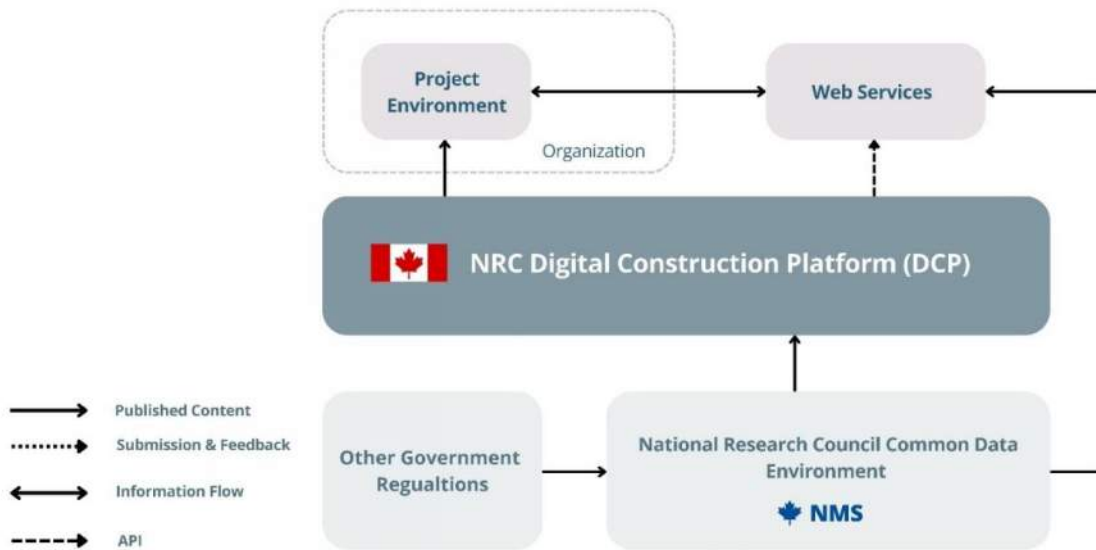 Project
Environment
Web Services
Organization
NRC Digital Construction Platform (DCP)
Published Content
Submission & Feedback
Information Flow
API
Other Government
Regualtions
National Research Council Common Data
Environment
NMS